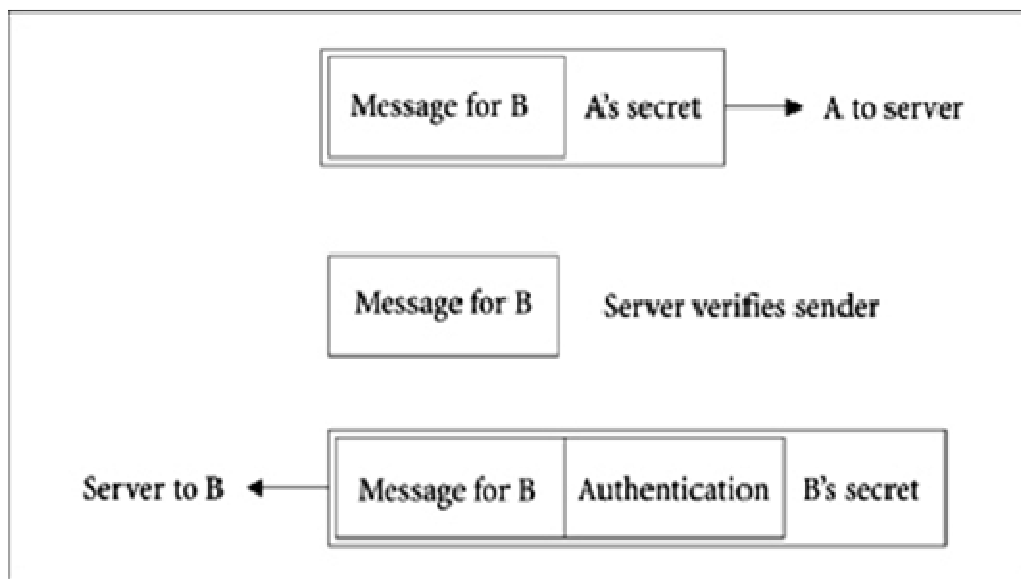 Message for B A's secret A to server
Message for B Server verifies sender
Server to B Message for B Authentication B's secret